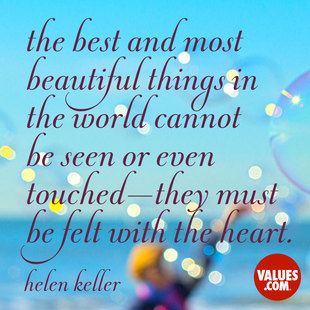 the best and most
beautiful things in
the world cannot
be seen or even
touched—they must
be felt with the heart.
helen keller
VALUES
.COM